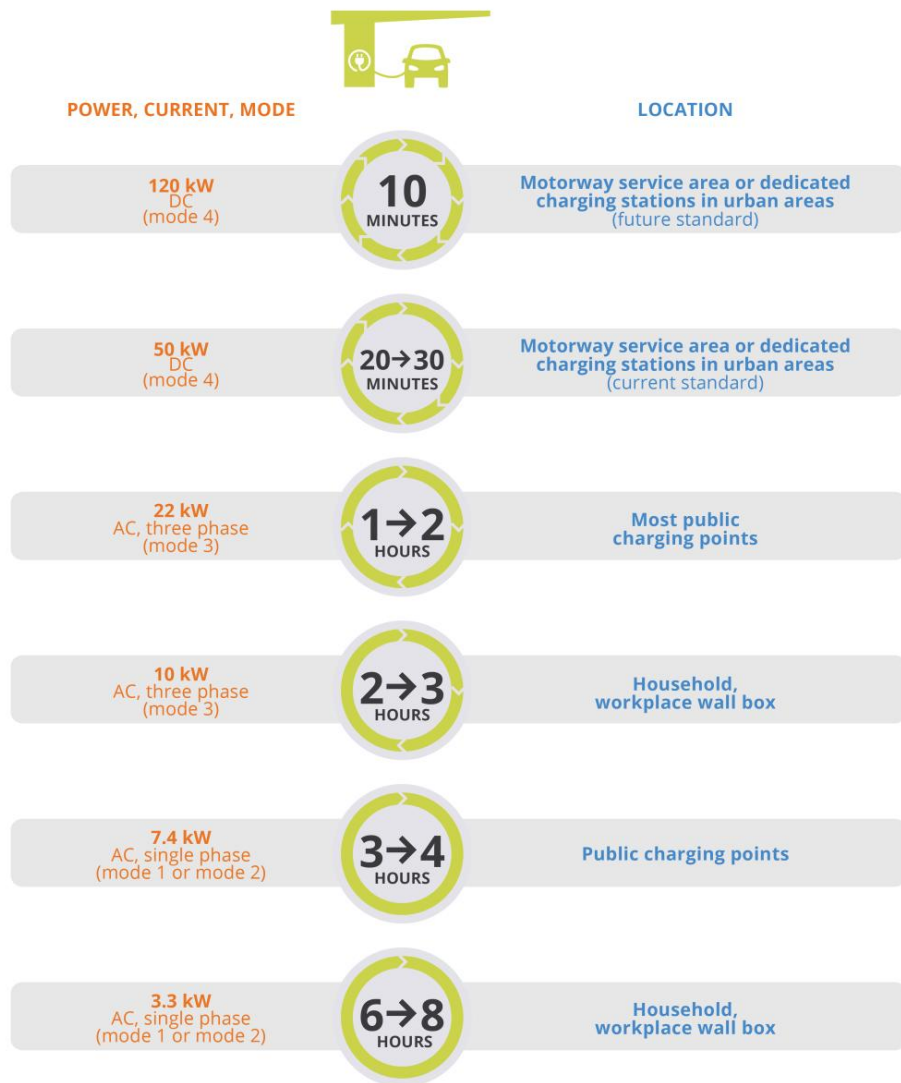 POWER, CURRENT, MODE
LOCATION
120 kW
DC
(mode 4)
10
MINUTES
Motorway service area or dedicated
charging stations in urban areas
(future standard)
50 kW
DC
(mode 4)
20→30
MINUTES
Motorway service area or dedicated
charging stations in urban areas
(current standard)
22 kW
AC, three phase
(mode 3)
1→2
HOURS
Most public
charging points
10 kW
AC, three phase
(mode 3)
2→3
HOURS
Household,
workplace wall box
7.4 kW
AC, single phase
(mode 1 or mode 2)
3→4
HOURS
Public charging points
3.3 kW
AC, single phase
(mode 1 or mode 2)
6→8
HOURS
Household,
workplace wall box